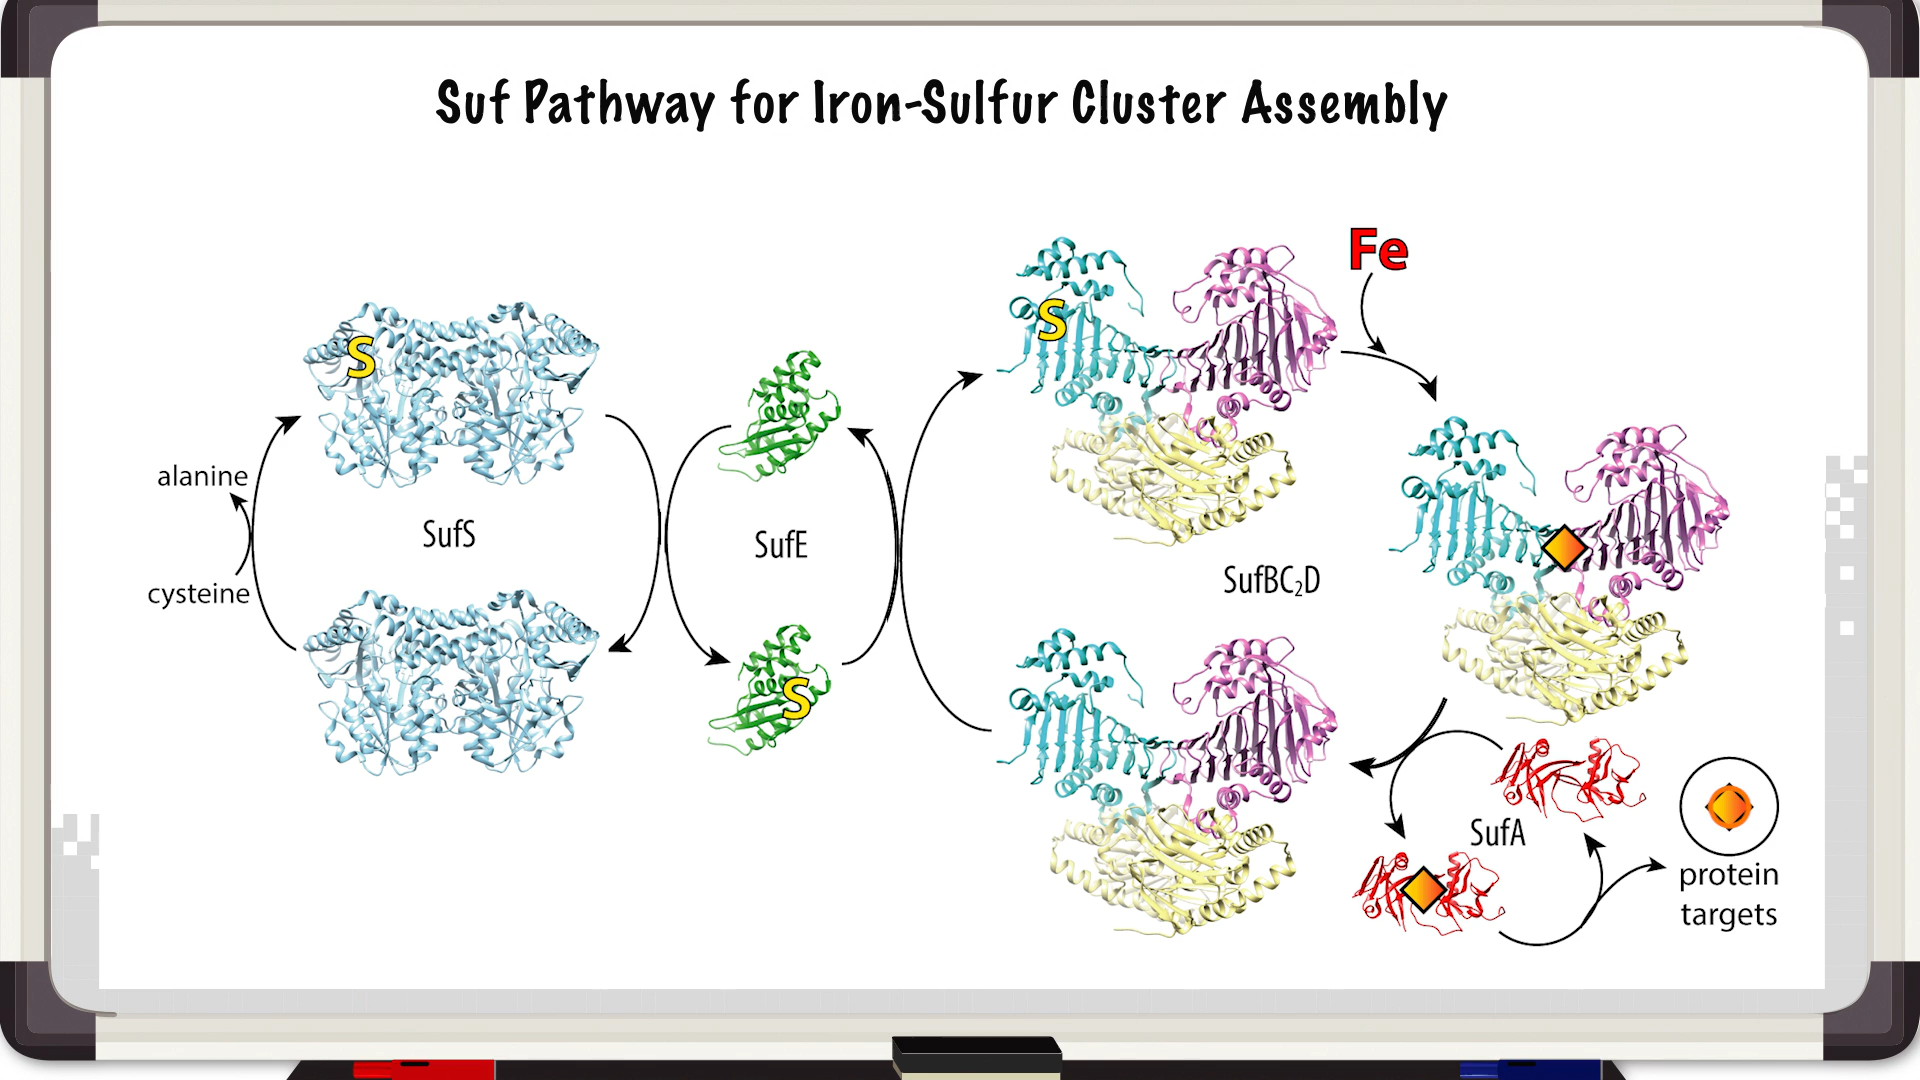 Suf Pathway for Iron-Sulfur Cluster Assembly
Fe
S
S
alanine
SufS
SufE
cysteine
SufBC₂D
S
SufA
protein
targets